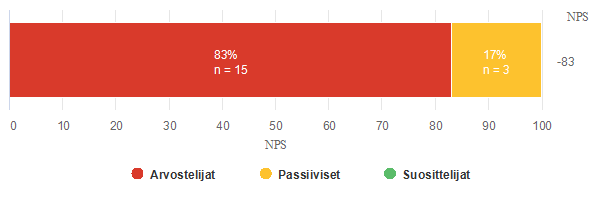 NPS
83%
n = 15
17%
n = 3
-83
0 10 20 30 40 50 60 70 80 90 100
NPS
Arvostelijat Passiiviset Suosittelijat